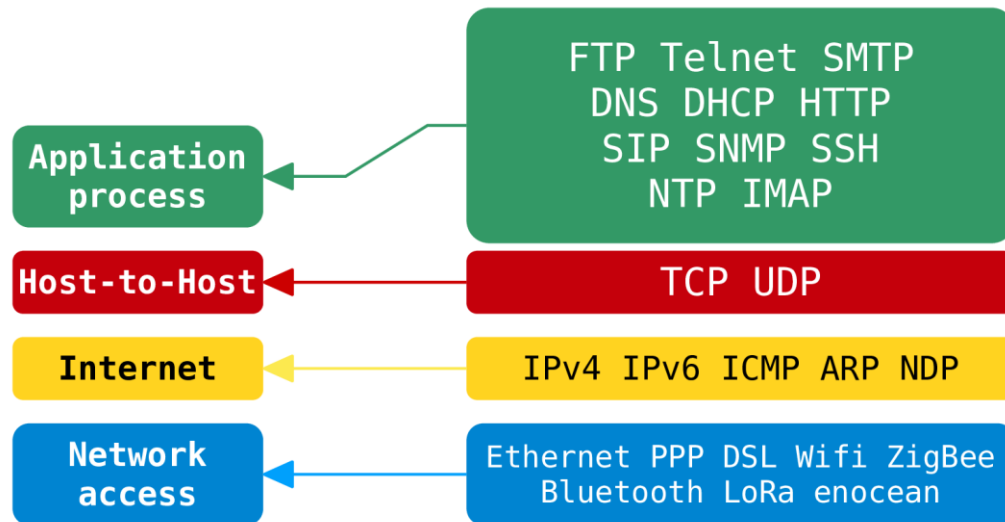 FTP Telnet SMTP
DNS DHCP HTTP
SIP SNMP SSH
NTP IMAP
Application
process
Host-to-Host
TCP UDP
Internet
IPv4 IPv6 ICMP ARP NDP
Network
access
Ethernet PPP DSL Wifi ZigBee
Bluetooth LoRa enocean